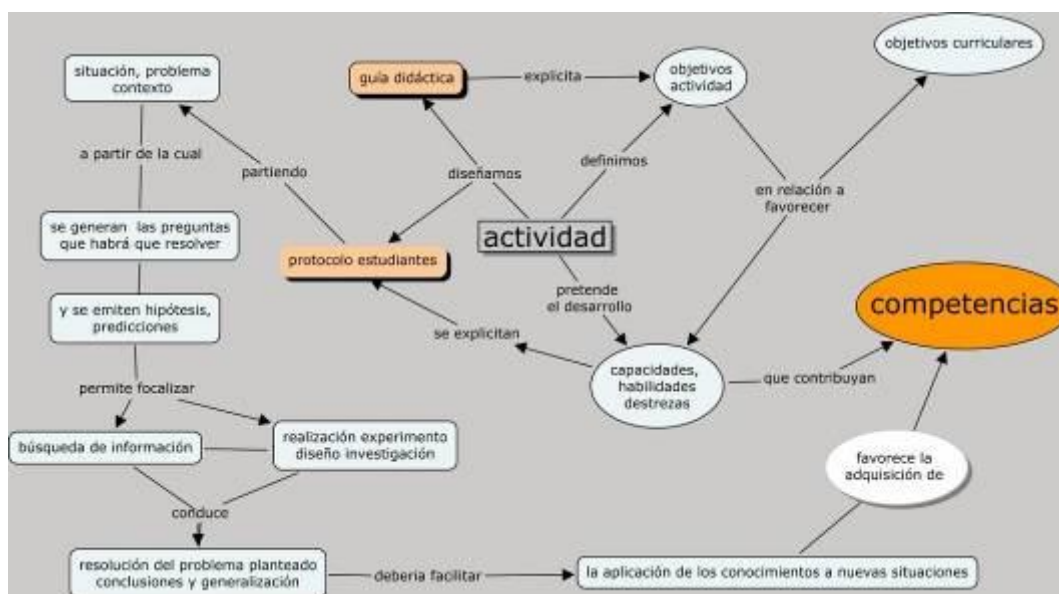 objetivos curriculares
situación, problema
contexto
guía didáctica
explicita
objetivos
actividad
a partir de la cual
partiendo
diseñamos
definimos
en relación a
favorecer
se generan las preguntas
que habrá que resolver
actividad
protocolo estudiantes
pretende
el desarrollo
y se emiten hipótesis,
predicciones
se explicitan
competencias
capacidades,
habilidades
destrezas
que contribuyan
permite focalizar
búsqueda de información
realización experimento
diseño investigación
favorece la
adquisición de
conduce
resolución del problema planteado
conclusiones y generalización
deberia facilitar
la aplicación de los conocimientos a nuevas situaciones